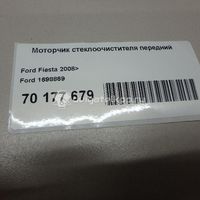 Моторчик стеклоочистителя передний
Ford Fiesta 2008>
Ford 1698869
70 177 679